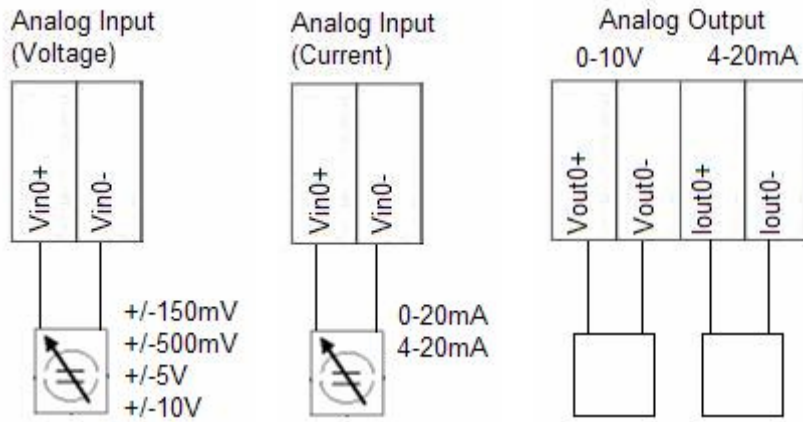 Analog Input
(Voltage)
Vin0+
Vin0-
+/-150mV
+/-500mV
+/-5V
+/-10V
Analog Input
(Current)
Vin0+
Vin0-
0-20mA
4-20mA
Analog Output
0-10V
4-20mA
Vout0+
Vout0-
Iout0+
Iout0-